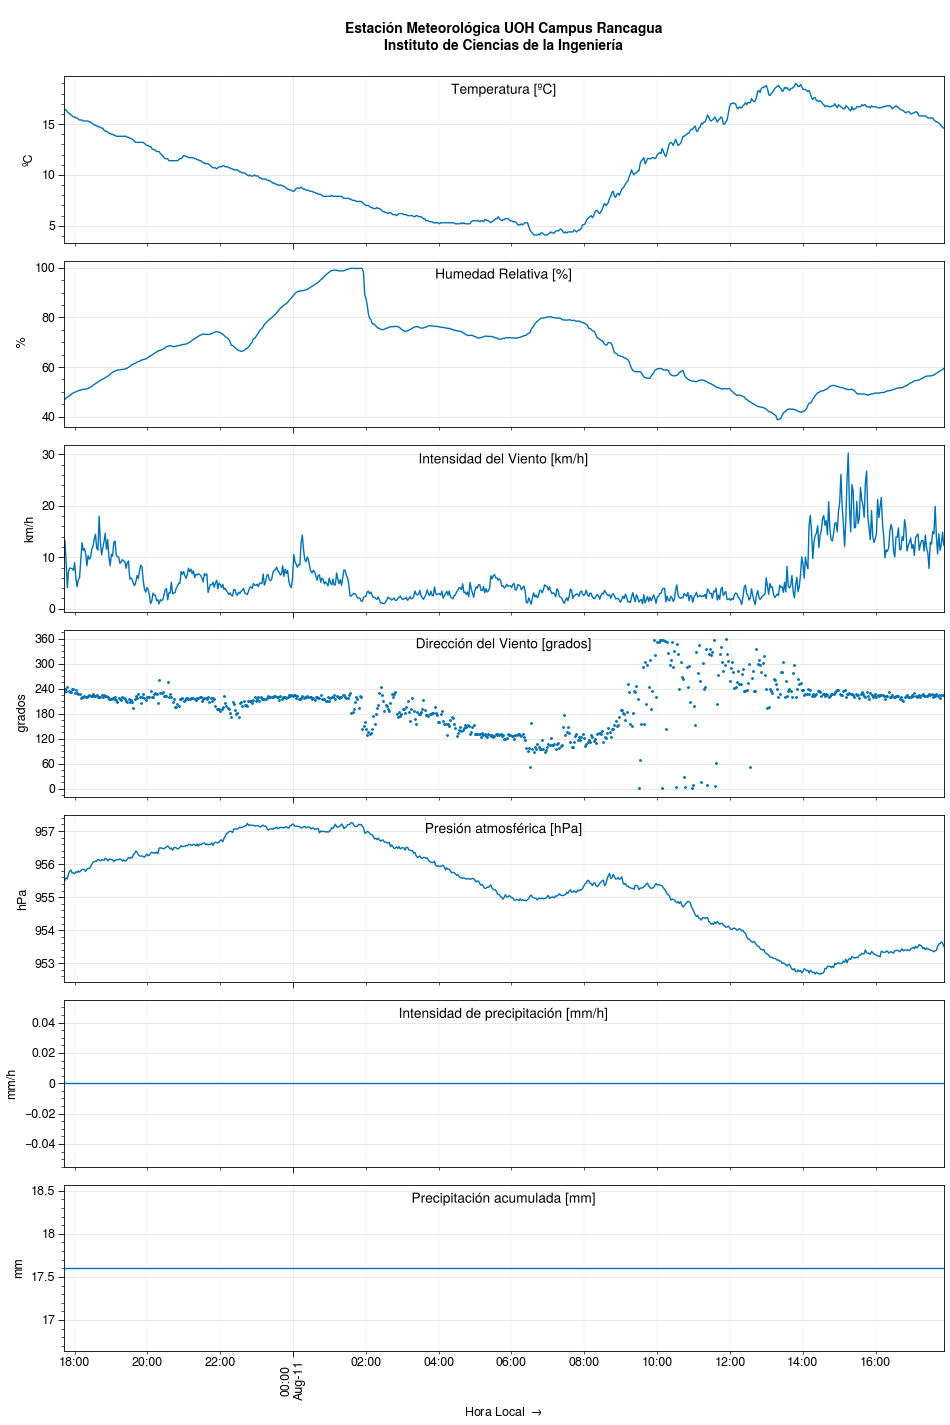 Estación Meteorológica UOH Campus Rancagua
Instituto de Ciencias de la Ingeniería
Temperatura [ºC]
ºC
15
10
5
Humedad Relativa [%]
%
100
80
60
40
Intensidad del Viento [km/h]
km/h
30
20
10
0
Dirección del Viento [grados]
grados
360
300
240
180
120
60
0
Presión atmosférica [hPa]
hPa
957
956
955
954
953
Intensidad de precipitación [mm/h]
mm/h
0.04
0.02
0
−0.02
−0.04
Precipitación acumulada [mm]
mm
18.5
18
17.5
17
18:00 20:00 22:00 00:00 02:00 04:00 06:00 08:00 10:00 12:00 14:00 16:00
Aug-11
Hora Local →